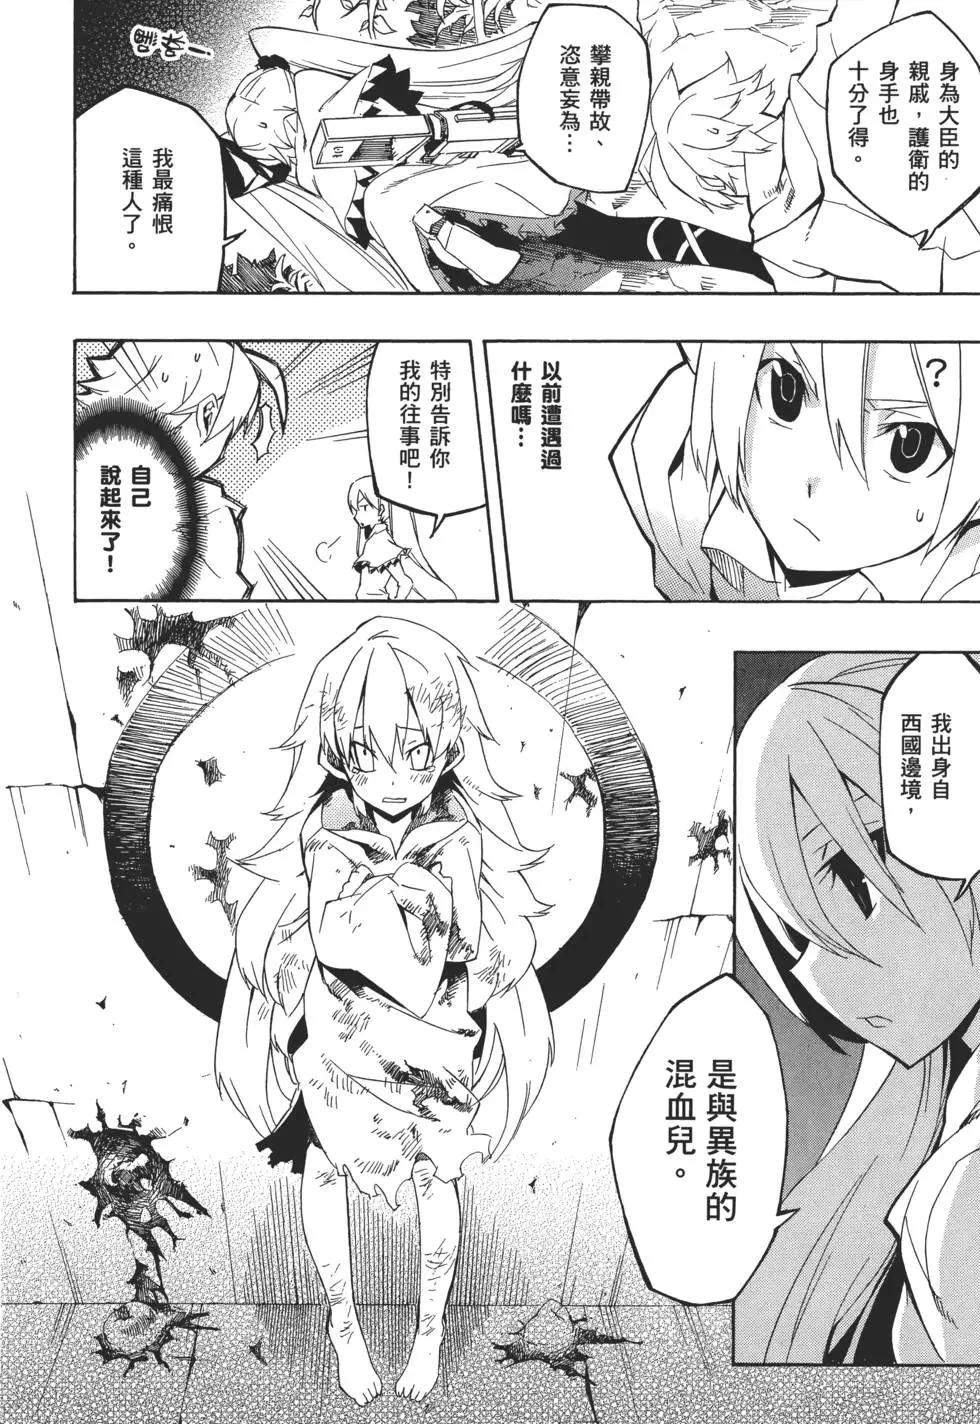 身為大臣的
親戚，護衛的
身手也
十分了得。
攀親帶故、
恣意妄為…
我最痛恨
這種人了。
？
以前遭遇過
什麼嗎…
特別告訴你
我的往事吧！
自己
說起來了！
我出身自
西國邊境，
是與異族的
混血兒。